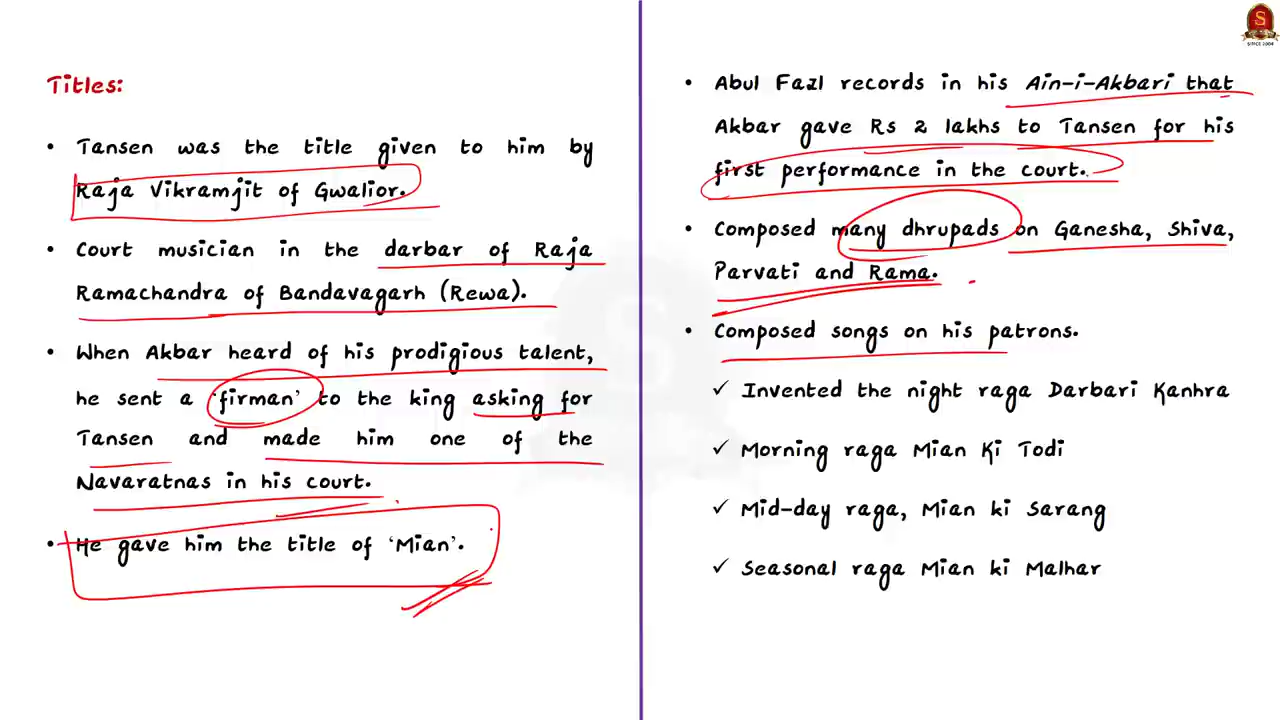 Titles:
• Tansen was the title given to him by
Raja Vikramjit of Gwalior.
• Court musician in the darbar of Raja
Ramachandra of Bandavagarh (Rewa).
• When Akbar heard of his prodigious talent,
he sent a ‘firman’ to the king asking for
Tansen and made him one of the
Navaratnas in his court.
• He gave him the title of ‘Mian’.
• Abul Fazl records in his Ain-i-Akbari that
Akbar gave Rs 2 lakhs to Tansen for his
first performance in the court.
• Composed many dhrupads on Ganesha, Shiva,
Parvati and Rama.
• Composed songs on his patrons.
✓ Invented the night raga Darbari Kanhra
✓ Morning raga Mian Ki Todi
✓ Mid-day raga, Mian ki Sarang
✓ Seasonal raga Mian ki Malhar
S
SINCE 2004